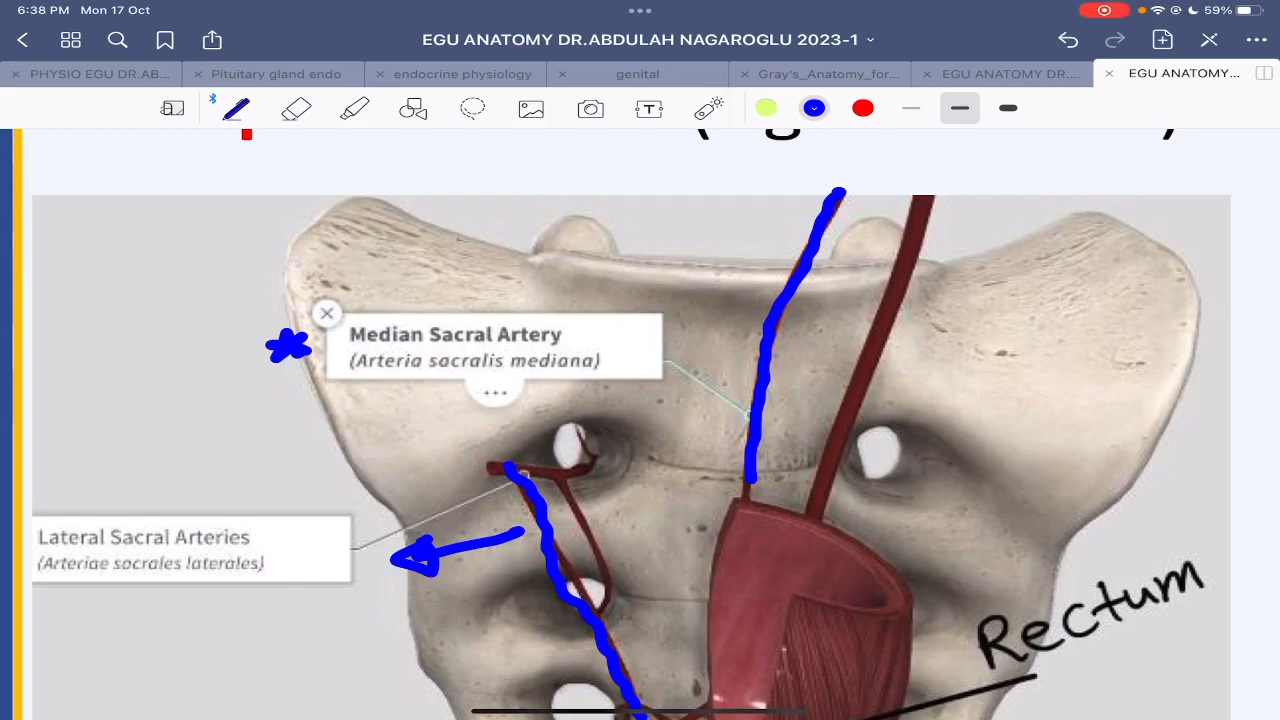 6:38 PM Mon 17 Oct
59%
EGU ANATOMY DR.ABDULAH NAGAROGLU 2023-1
PHYSIO EGU DR.AB...
Pituitary gland endo
endocrine physiology
genital
Gray's_Anatomy_for...
EGU ANATOMY DR....
EGU ANATOMY...
T
Median Sacral Artery
(Arteria sacralis mediana)
Lateral Sacral Arteries
(Arteriae socrales laterales)
Rectum